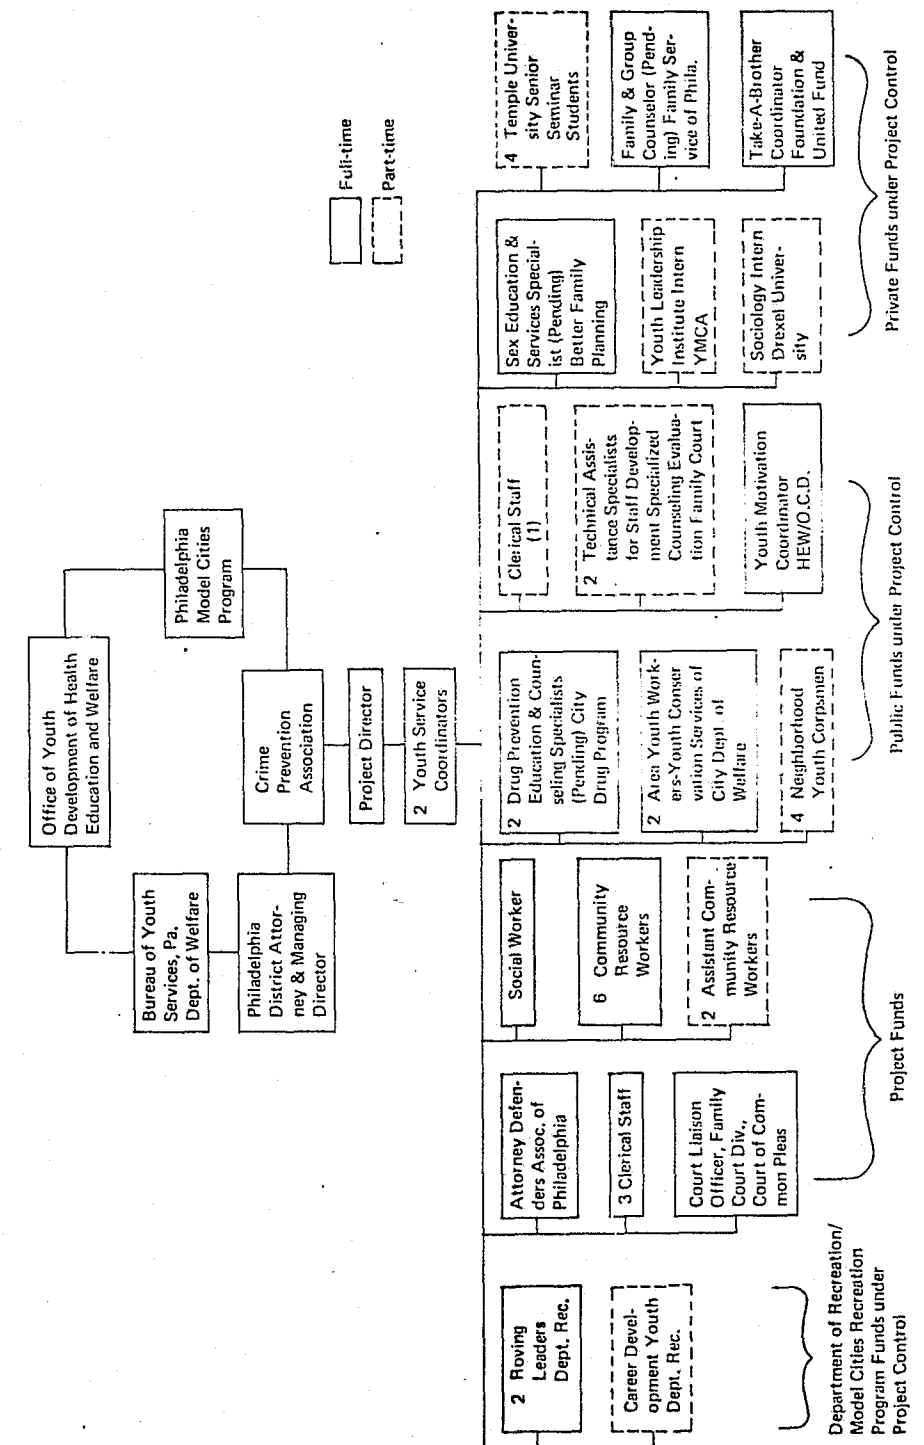 Office of Youth
Development of Health
Education and Welfare
Bureau of Youth
Services, Pa.
Dept. of Welfare
Philadelphia
Model Cities
Program
Philadelphia
District Attor-
ney & Managing
Director
Crime
Prevention
Association
Project Director
2 Youth Service
Coordinators
Full-time
Part-time
2 Roving
Leaders
Dept. Rec.
Career Devel-
opment Youth
Dept. Rec.
Department of Recreation/
Model Cities Recreation
Program Funds under
Project Control
Attorney Defen-
ders Assoc. of
Philadelphia
3 Clerical Staff
Court Liaison
Officer, Family
Court Div.,
Court of Com-
mon Pleas
Social Worker
6 Community
Resource
Workers
2 Assistant Com-
munity Resource
Workers
Project Funds
2 Drug Prevention
Education & Coun-
seling Specialists
(Pending) City
Drug Program
2 Area Youth Work-
ers-Youth Conser
vation Services of
City Dept. of
Welfare
4 Neighborhood
Youth Corpsmen
Clerical Staff
(1)
2 Technical Assis-
tance Specialists
for Staff Develop-
ment Specialized
Counseling Evalua-
tion Family Court
Youth Motivation
Coordinator
HEW/O.C.D.
Public Funds under Project Control
Sex Education &
Services Special-
ist (Pending)
Better Family
Planning
Youth Leadership
Institute Intern
YMCA
Sociology Intern
Drexel Univer-
sity
4 Temple Univer-
sity Senior
Seminar
Students
Family & Group
Counselor (Pend-
ing) Family Ser-
vice of Phila.
Take-A-Brother
Coordinator
Foundation &
United Fund
Private Funds under Project Control